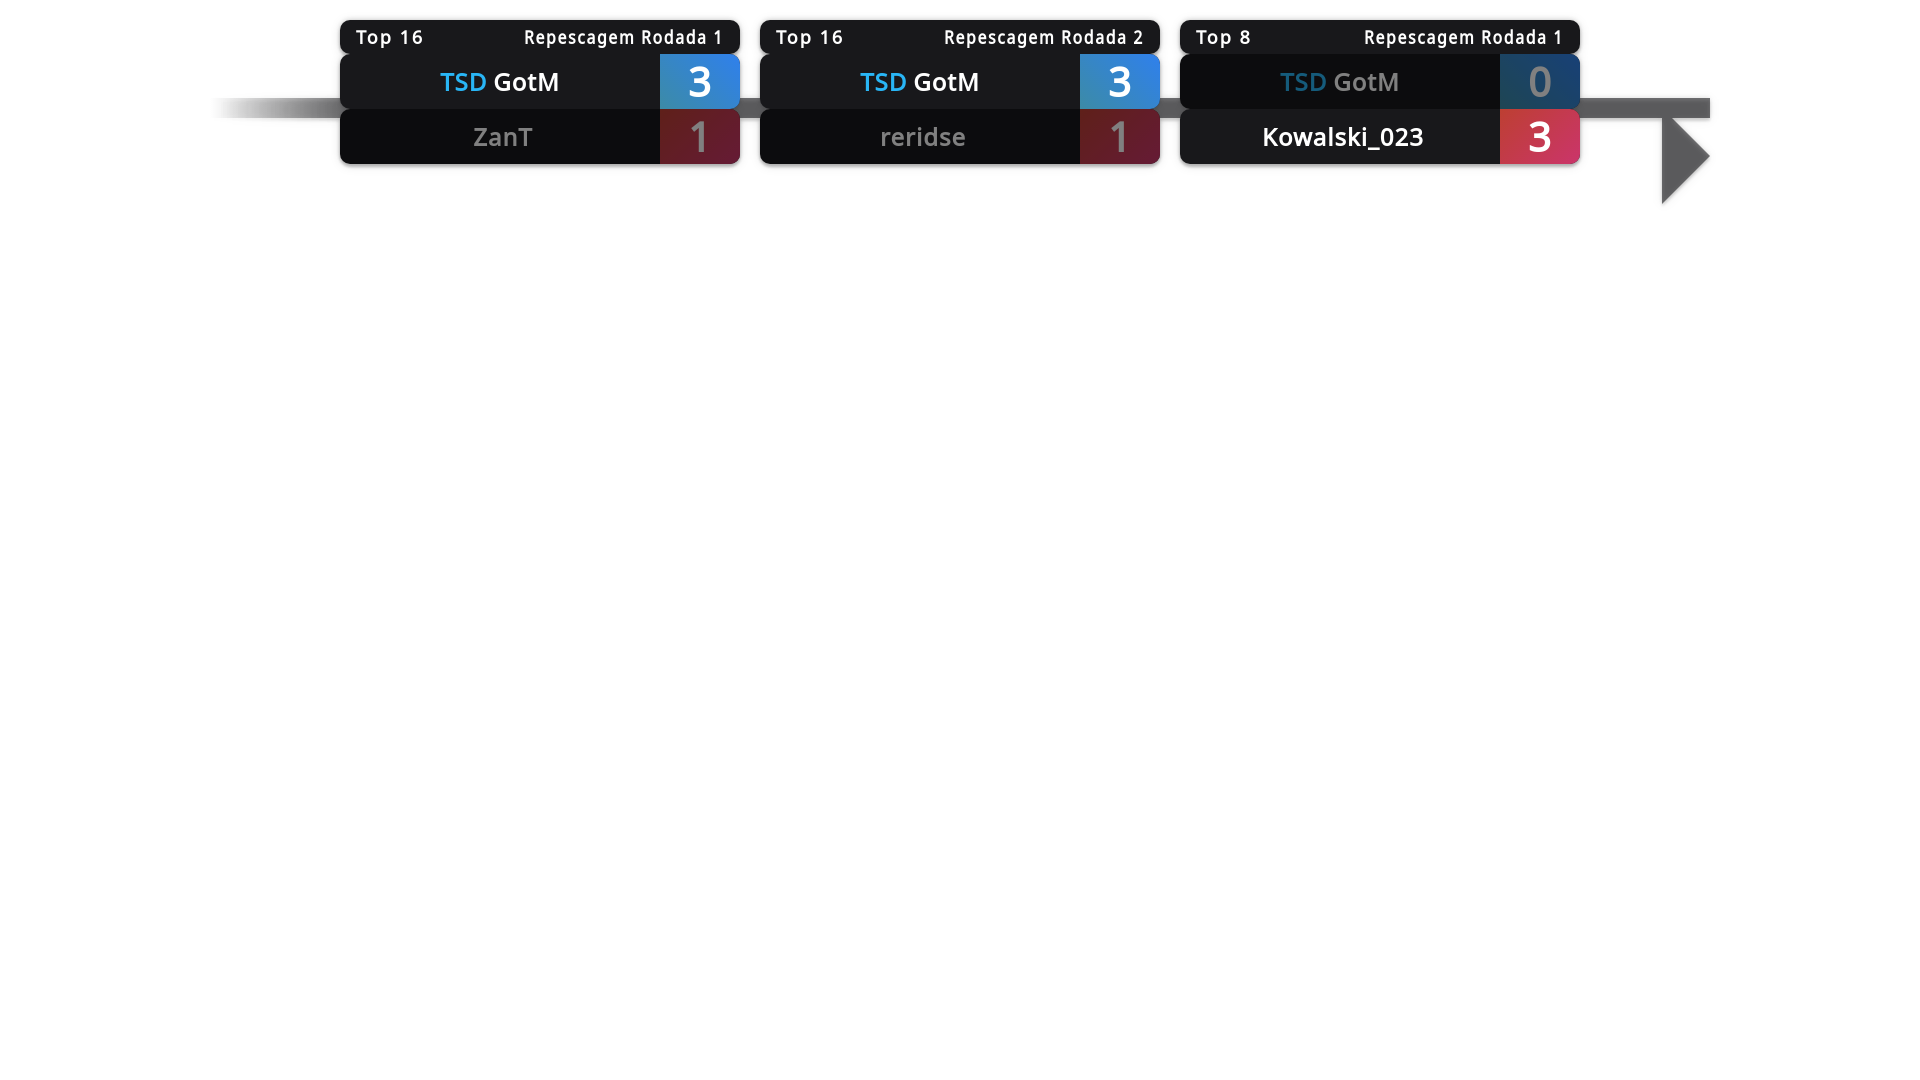 Top 16 Repescagem Rodada 1
TSD GotM 3
ZanT 1
Top 16 Repescagem Rodada 2
TSD GotM 3
reridse 1
Top 8 Repescagem Rodada 1
TSD GotM 0
Kowalski_023 3